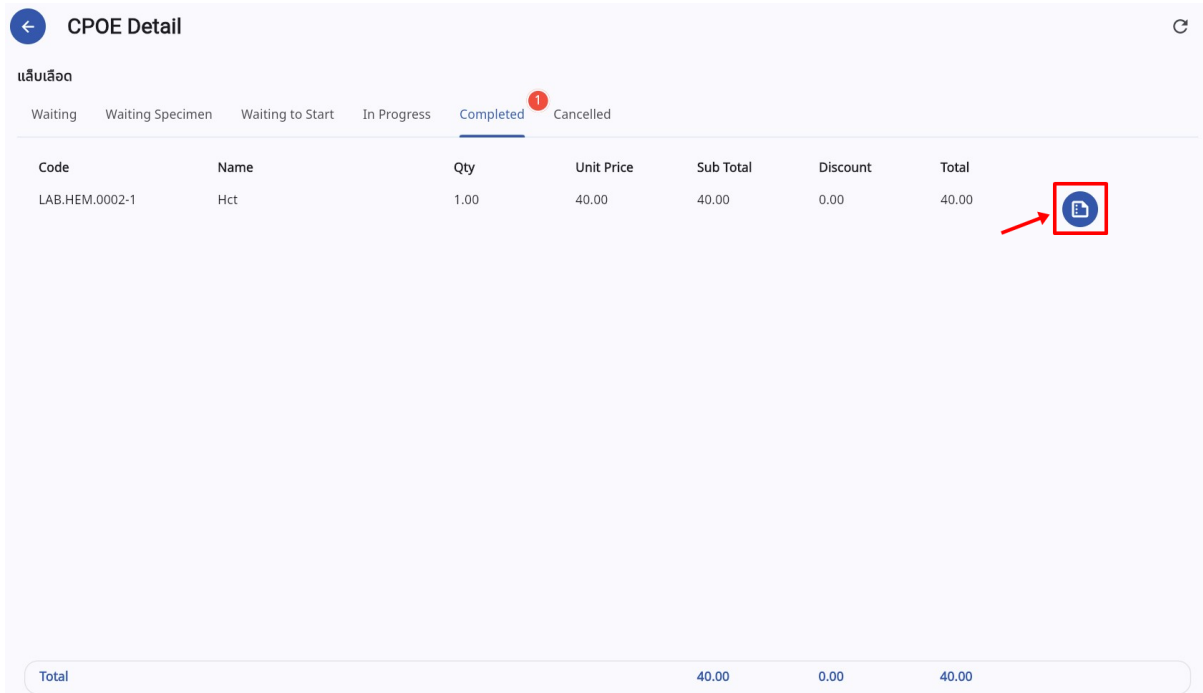 CPOE Detail
แล็บเลือด
Waiting Waiting Specimen Waiting to Start In Progress Completed 1 Cancelled
Code Name Qty Unit Price Sub Total Discount Total
LAB.HEM.0002-1 Hct 1.00 40.00 40.00 0.00 40.00
Total 40.00 0.00 40.00